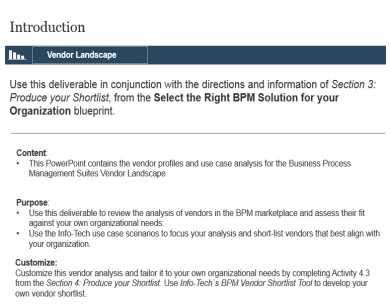 Introduction
Vendor Landscape
Use this deliverable in conjunction with the directions and information of Section 3:
Produce your Shortlist, from the Select the Right BPM Solution for your
Organization blueprint.
Content:
• This PowerPoint contains the vendor profiles and use case analysis for the Business Process
Management Suites Vendor Landscape
Purpose:
• Use this deliverable to review the analysis of vendors in the BPM marketplace and assess their fit
against your own organizational needs.
• Use the Info-Tech use case scenarios to focus your analysis and short-list vendors that best align with
your organization.
Customize:
Customize this vendor analysis and tailor it to your own organizational needs by completing Activity 4.3
from the Section 4: Produce your Shortlist. Use Info-Tech`s BPM Vendor Shortlist Tool to develop your
own vendor shortlist.